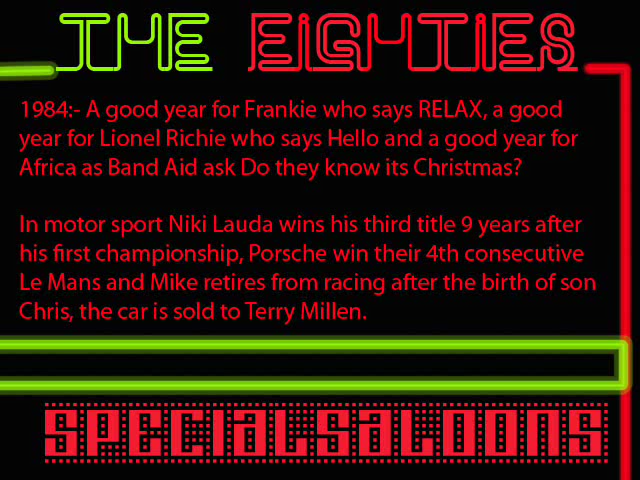 THE EIGHTIES
1984:- A good year for Frankie who says RELAX, a good
year for Lionel Richie who says Hello and a good year for
Africa as Band Aid ask Do they know its Christmas?
In motor sport Niki Lauda wins his third title 9 years after
his first championship, Porsche win their 4th consecutive
Le Mans and Mike retires from racing after the birth of son
Chris, the car is sold to Terry Millen.
SPECIALSALOONS